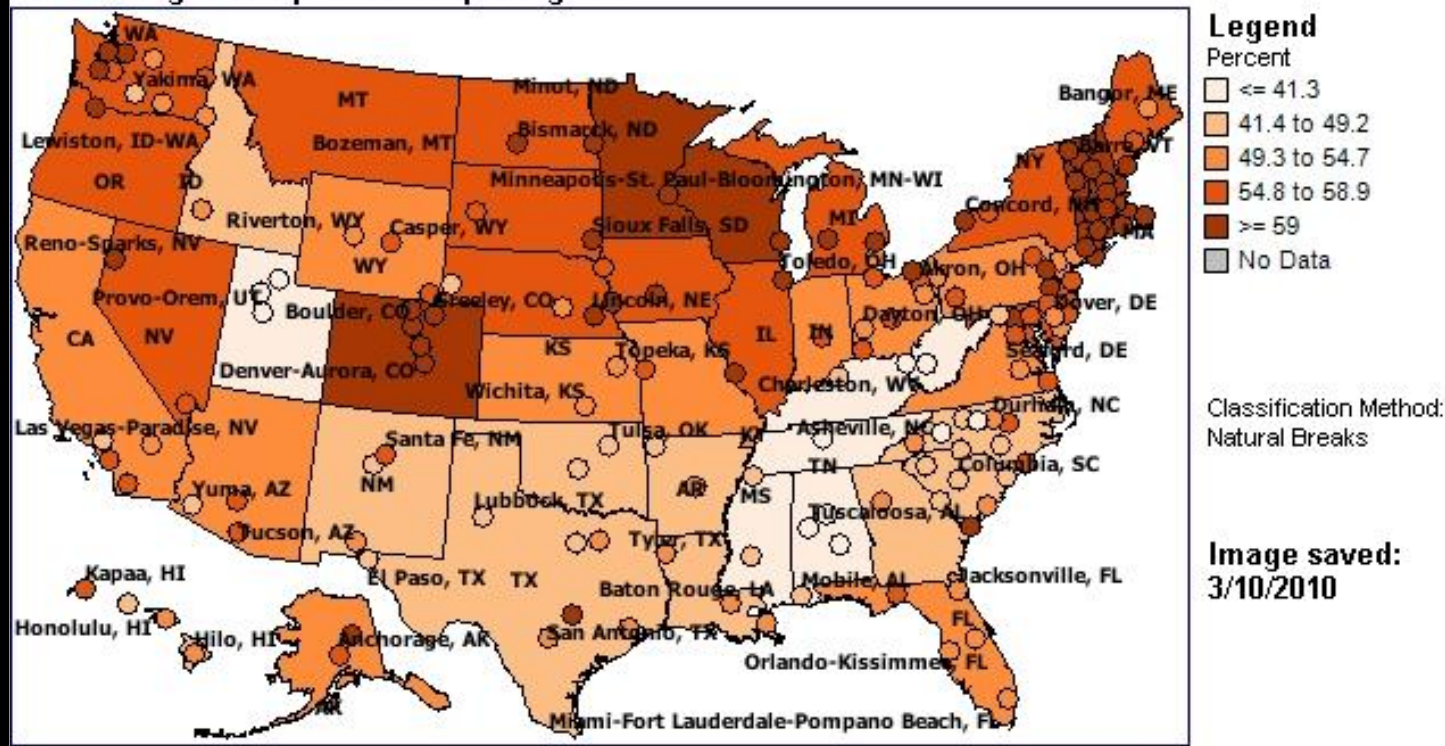 Legend
Percent
<= 41.3
41.4 to 49.2
49.3 to 54.7
54.8 to 58.9
>= 59
No Data
Classification Method:
Natural Breaks
Image saved:
3/10/2010
WA
Yakima, WA
MT
Minot, ND
Bangor, ME
Lewiston, ID-WA
Bozeman, MT
Bismarck, ND
Barre, VT
NY
OR
ID
Minneapolis-St. Paul-Bloomington, MN-WI
Riverton, WY
Casper, WY
Sioux Falls, SD
MI
Concord, NH
MA
Reno-Sparks, NV
WY
Toledo, OH
Akron, OH
Provo-Orem, UT
Boulder, CO
Greeley, CO
Lincoln, NE
Dayton, OH
Dover, DE
CA
NV
KS
Topeka, KS
IL
IN
Seaford, DE
Denver-Aurora, CO
Wichita, KS
Charleston, WV
Durham, NC
Las Vegas-Paradise, NV
Santa Fe, NM
Tulsa, OK
KY
Asheville, NC
TN
Columbia, SC
Yuma, AZ
NM
Lubbock, TX
AR
MS
Tuscaloosa, AL
Tucson, AZ
Tyler, TX
Kapaa, HI
El Paso, TX
TX
Baton Rouge, LA
Mobile, AL
Jacksonville, FL
Honolulu, HI
Hilo, HI
Anchorage, AK
San Antonio, TX
FL
Orlando-Kissimmee, FL
AK
Miami-Fort Lauderdale-Pompano Beach, FL